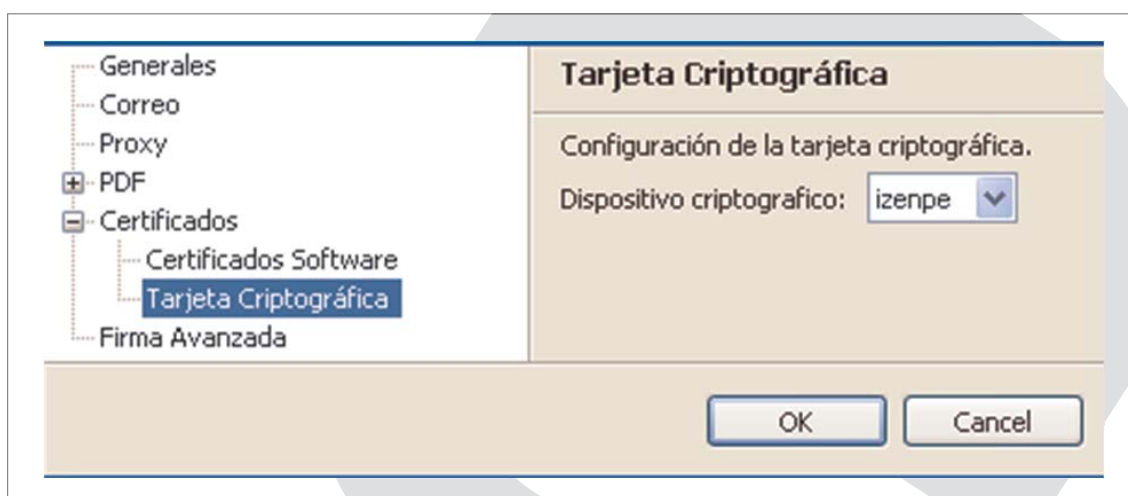 Generales
Correo
Proxy
PDF
Certificados
Certificados Software
Tarjeta Criptográfica
Firma Avanzada
Tarjeta Criptográfica
Configuración de la tarjeta criptográfica.
Dispositivo criptografico: izenpe
OK Cancel